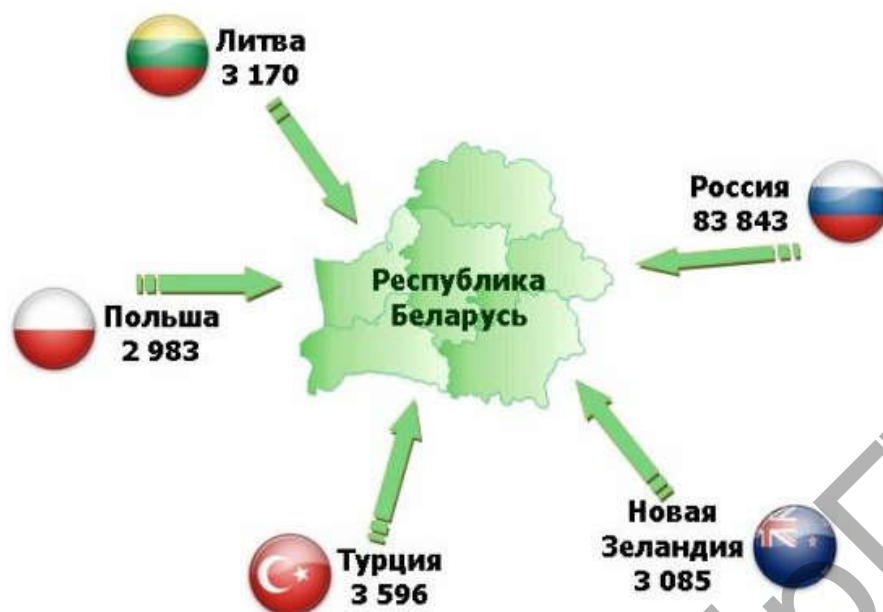 Литва
3 170
Россия
83 843
Республика
Беларусь
Польша
2 983
Новая
Зеландия
3 085
Турция
3 596